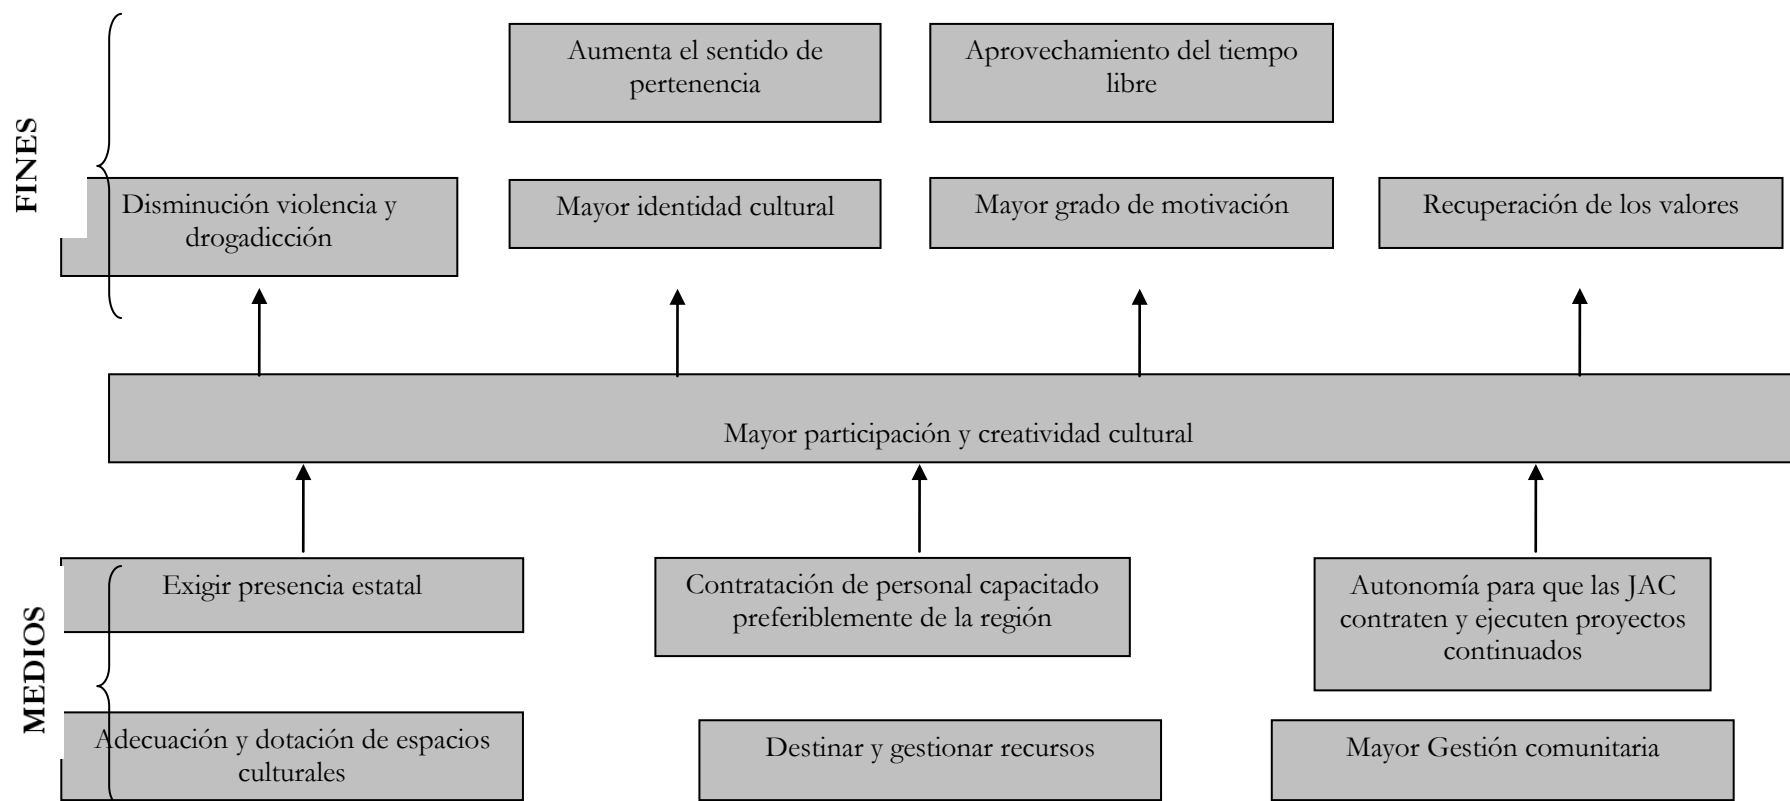 FINES
Aumenta el sentido de
pertenencia
Aprovechamiento del tiempo
libre
Disminución violencia y
drogadicción
Mayor identidad cultural
Mayor grado de motivación
Recuperación de los valores
Mayor participación y creatividad cultural
MEDIOS
Exigir presencia estatal
Contratación de personal capacitado
preferiblemente de la región
Autonomía para que las JAC
contraten y ejecuten proyectos
continuados
Adecuación y dotación de espacios
culturales
Destinar y gestionar recursos
Mayor Gestión comunitaria